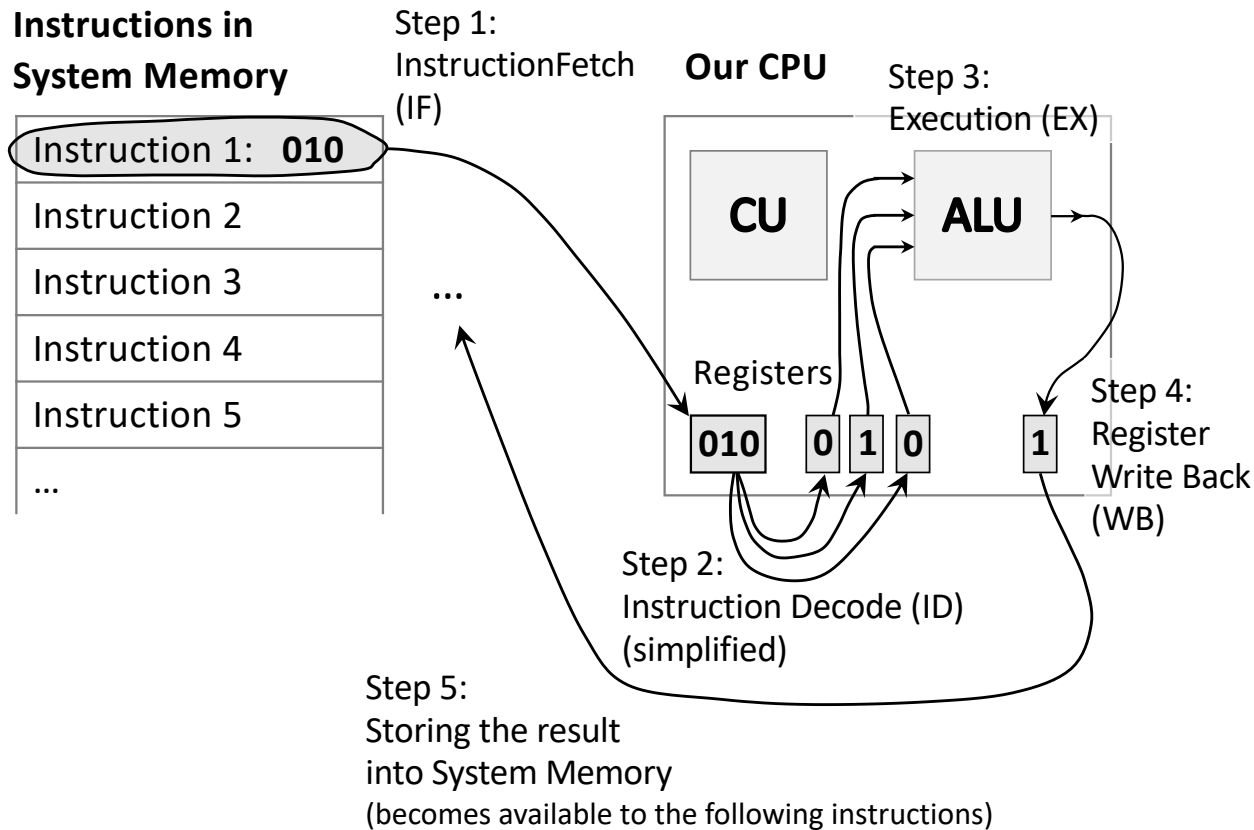 Instructions in
System Memory
Instruction 1: 010
Instruction 2
Instruction 3
Instruction 4
Instruction 5
...
Step 1:
InstructionFetch
(IF)
...
Our CPU
Step 3:
Execution (EX)
CU
ALU
Registers
010
0
1
0
1
Step 4:
Register
Write Back
(WB)
Step 2:
Instruction Decode (ID)
(simplified)
Step 5:
Storing the result
into System Memory
(becomes available to the following instructions)